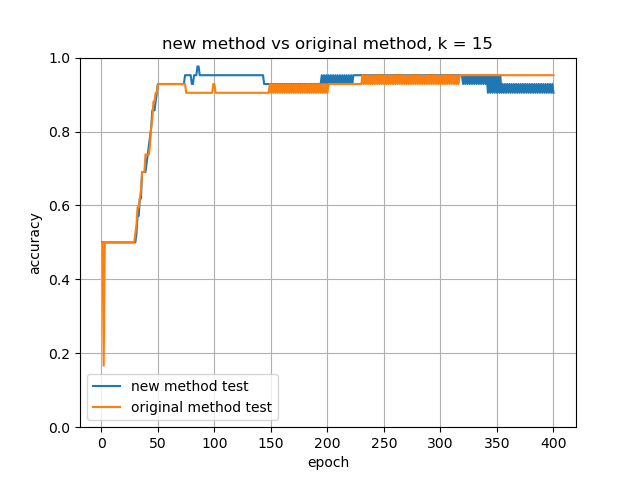 new method vs original method, k = 15
1.0
0.8
0.6
0.4
0.2
0.0
accuracy
new method test
original method test
0 50 100 150 200 250 300 350 400
epoch